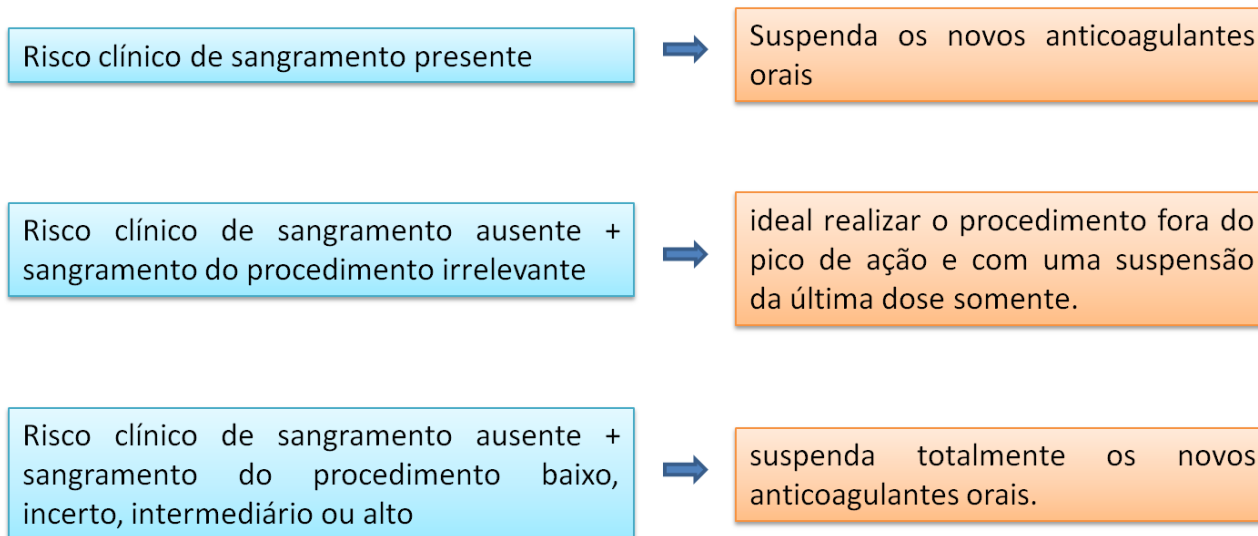 Risco clínico de sangramento presente
Suspenda os novos anticoagulantes
orais
Risco clínico de sangramento ausente +
sangramento do procedimento irrelevante
ideal realizar o procedimento fora do
pico de ação e com uma suspensão
da última dose somente.
Risco clínico de sangramento ausente +
sangramento do procedimento baixo,
incerto, intermediário ou alto
suspenda totalmente os novos
anticoagulantes orais.